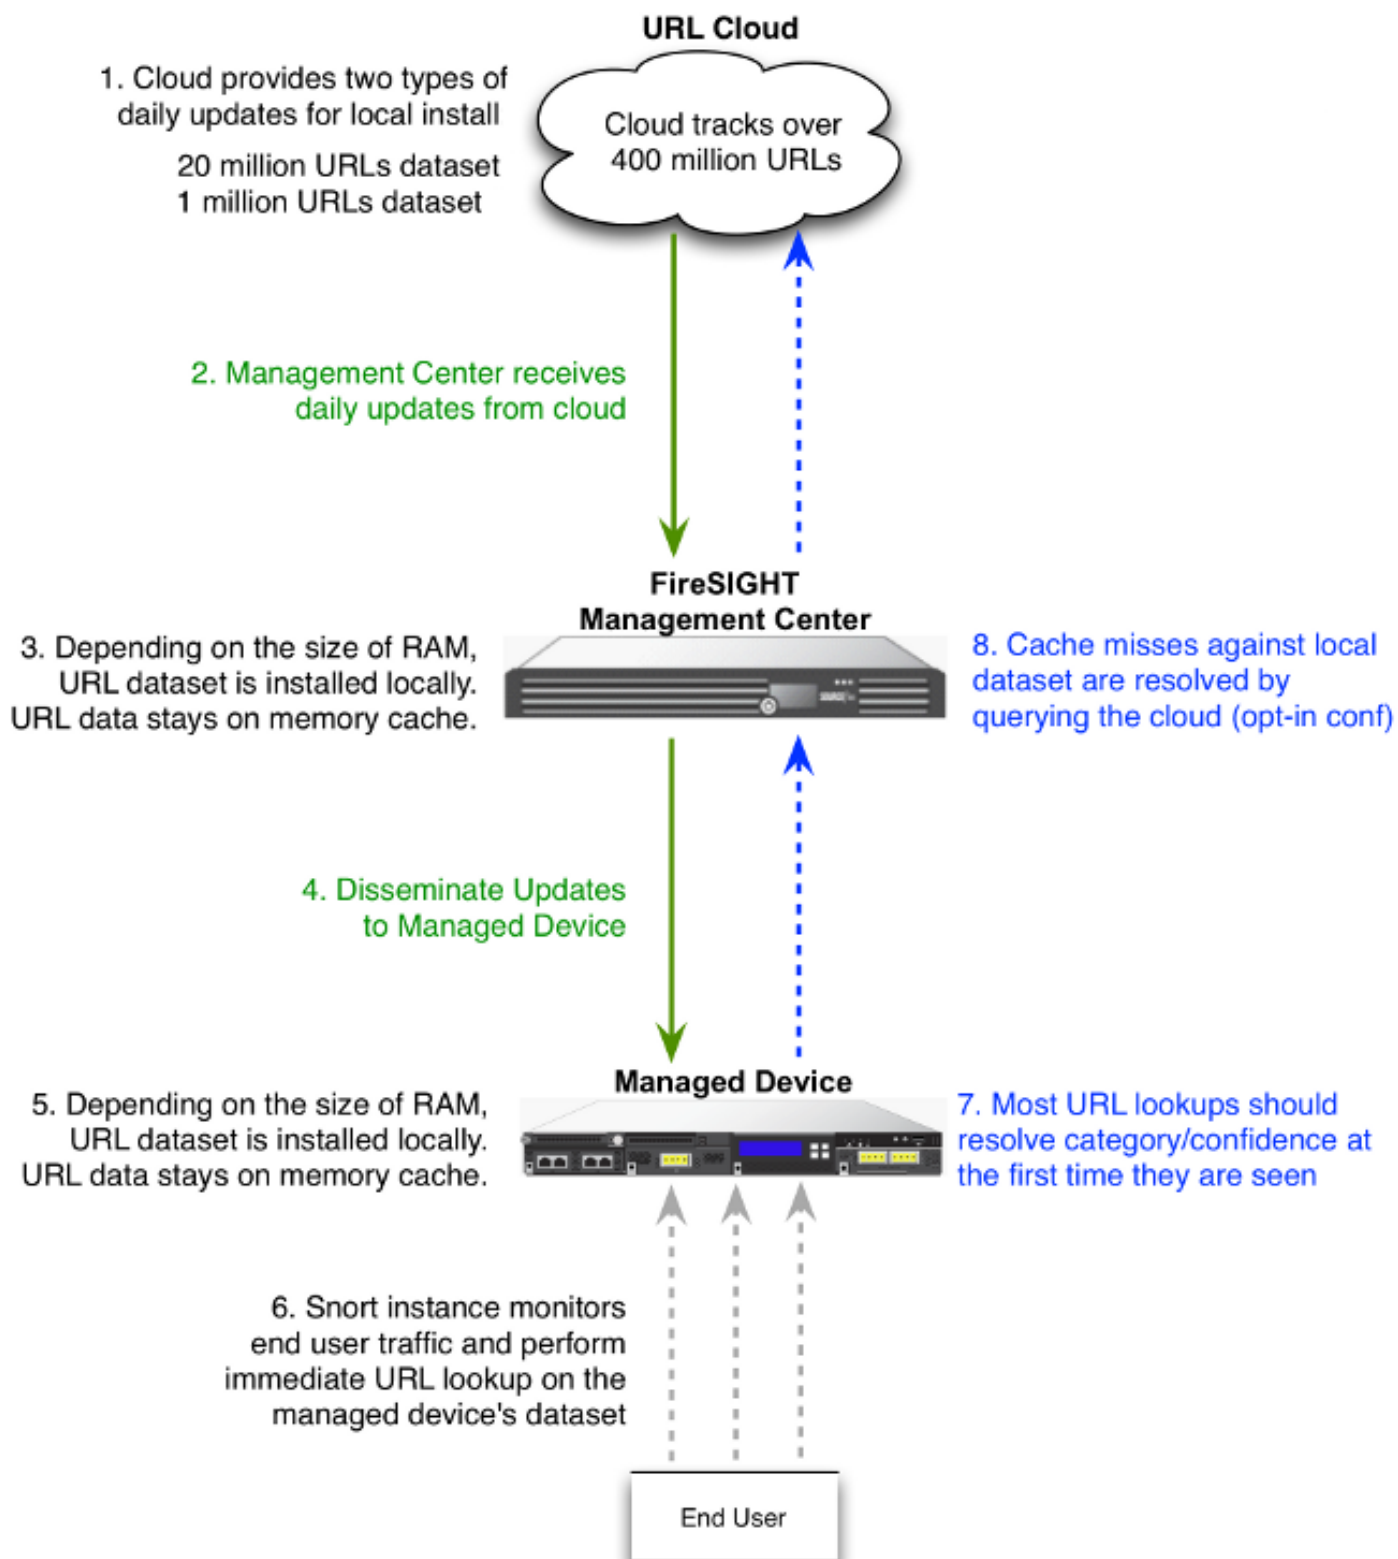 URL Cloud
1. Cloud provides two types of
daily updates for local install
20 million URLs dataset
1 million URLs dataset
Cloud tracks over
400 million URLs
2. Management Center receives
daily updates from cloud
FireSIGHT
Management Center
3. Depending on the size of RAM,
URL dataset is installed locally.
URL data stays on memory cache.
8. Cache misses against local
dataset are resolved by
querying the cloud (opt-in conf)
4. Disseminate Updates
to Managed Device
Managed Device
5. Depending on the size of RAM,
URL dataset is installed locally.
URL data stays on memory cache.
7. Most URL lookups should
resolve category/confidence at
the first time they are seen
6. Snort instance monitors
end user traffic and perform
immediate URL lookup on the
managed device's dataset
End User